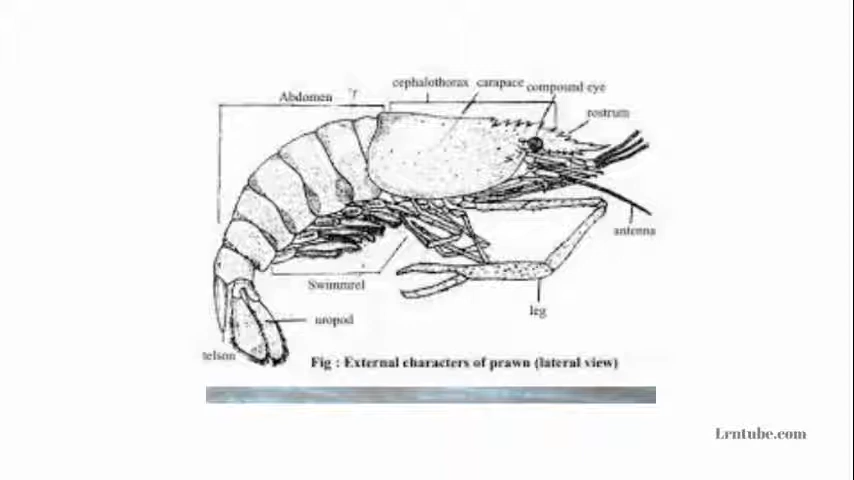 cephalothorax carapace compound eye
Abdomen
rostrum
antenna
Swimmrel
leg
uropod
telson
Fig : External characters of prawn (lateral view)
Lrntube.com